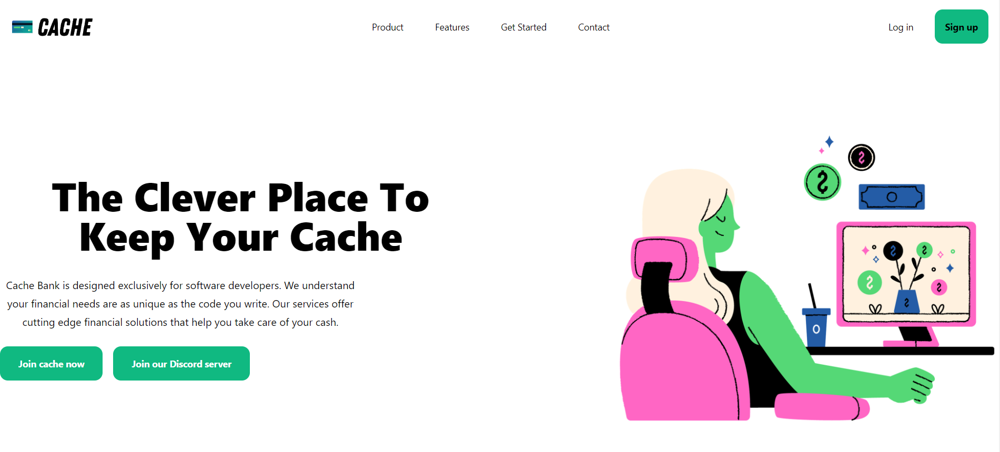 CACHE
Product
Features
Get Started
Contact
Log in
Sign up
The Clever Place To
Keep Your Cache
Cache Bank is designed exclusively for software developers. We understand
your financial needs are as unique as the code you write. Our services offer
cutting edge financial solutions that help you take care of your cash.
Join cache now
Join our Discord server